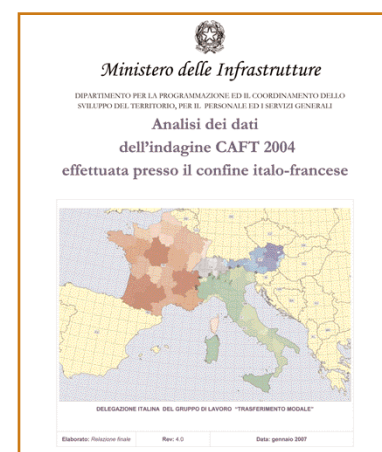 Ministero delle Infrastrutture
DIPARTIMENTO PER LA PROGRAMMAZIONE ED IL COORDINAMENTO DELLO
SVILUPPO DEL TERRITORIO, PER IL PERSONALE ED I SERVIZI GENERALI
Analisi dei dati
dell'indagine CAFT 2004
effettuata presso il confine italo-francese
DELEGAZIONE ITALINA DEL GRUPPO DI LAVORO "TRASFERIMENTO MODALE"
Elaborato: Relazione finale Rev: 4.0 Data: gennaio 2007